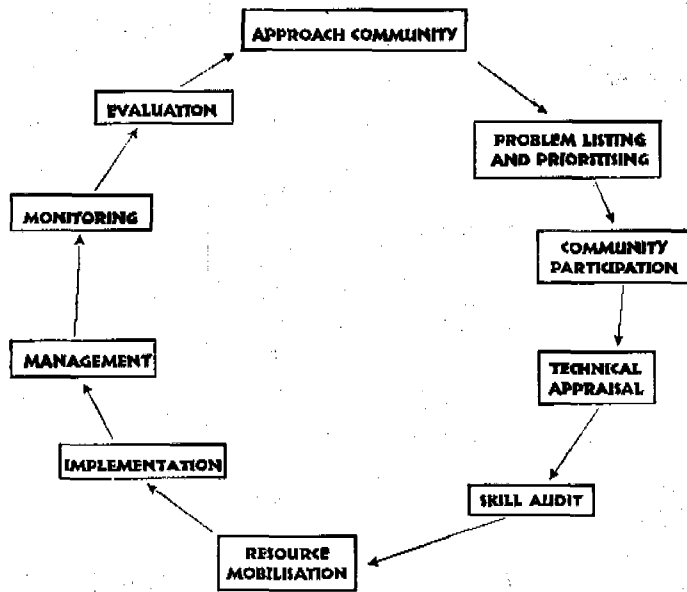 APPROACH COMMUNITY
PROBLEM LISTING
AND PRIORITISING
COMMUNITY
PARTICIPATION
TECHNICAL
APPRAISAL
SKILL AUDIT
RESOURCE
MOBILISATION
IMPLEMENTATION
MANAGEMENT
MONITORING
EVALUATION